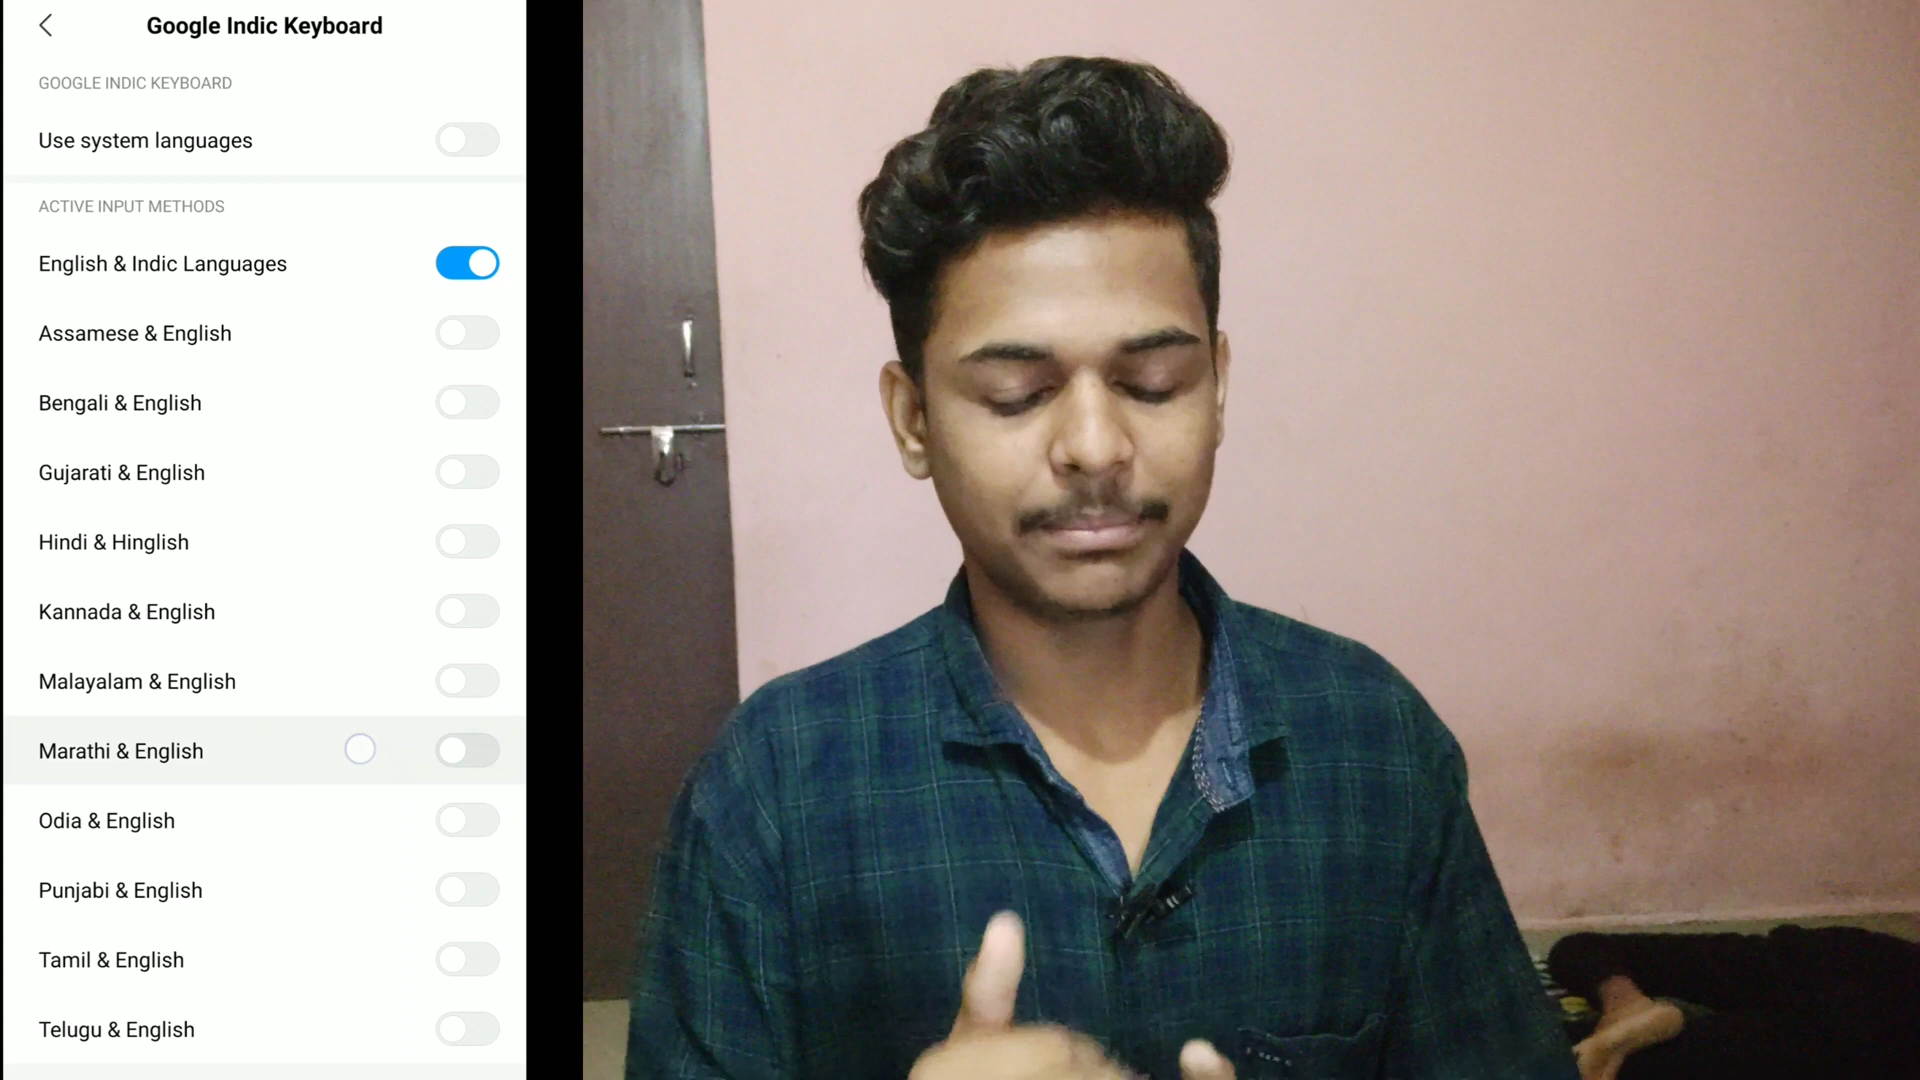 Google Indic Keyboard
GOOGLE INDIC KEYBOARD
Use system languages
ACTIVE INPUT METHODS
English & Indic Languages
Assamese & English
Bengali & English
Gujarati & English
Hindi & Hinglish
Kannada & English
Malayalam & English
Marathi & English
Odia & English
Punjabi & English
Tamil & English
Telugu & English